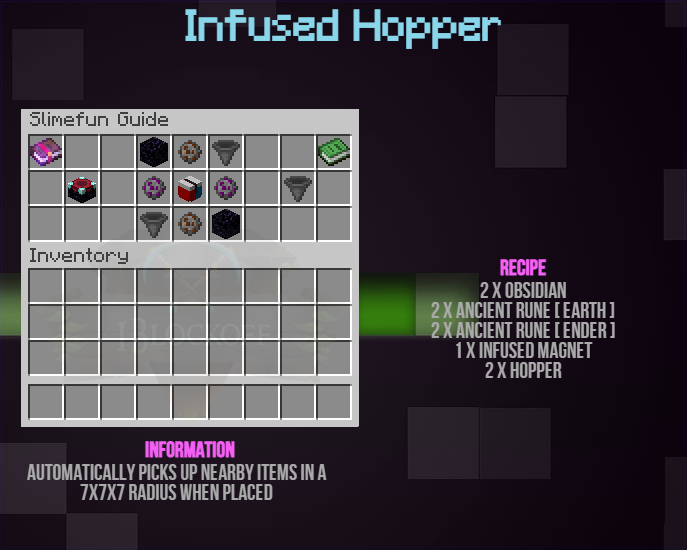 Infused Hopper
Slimefun Guide
Inventory
IBLOCKOFF
RECIPE
2 X OBSIDIAN
2 X ANCIENT RUNE [ EARTH ]
2 X ANCIENT RUNE [ ENDER ]
1 X INFUSED MAGNET
2 X HOPPER
INFORMATION
AUTOMATICALLY PICKS UP NEARBY ITEMS IN A
7X7X7 RADIUS WHEN PLACED